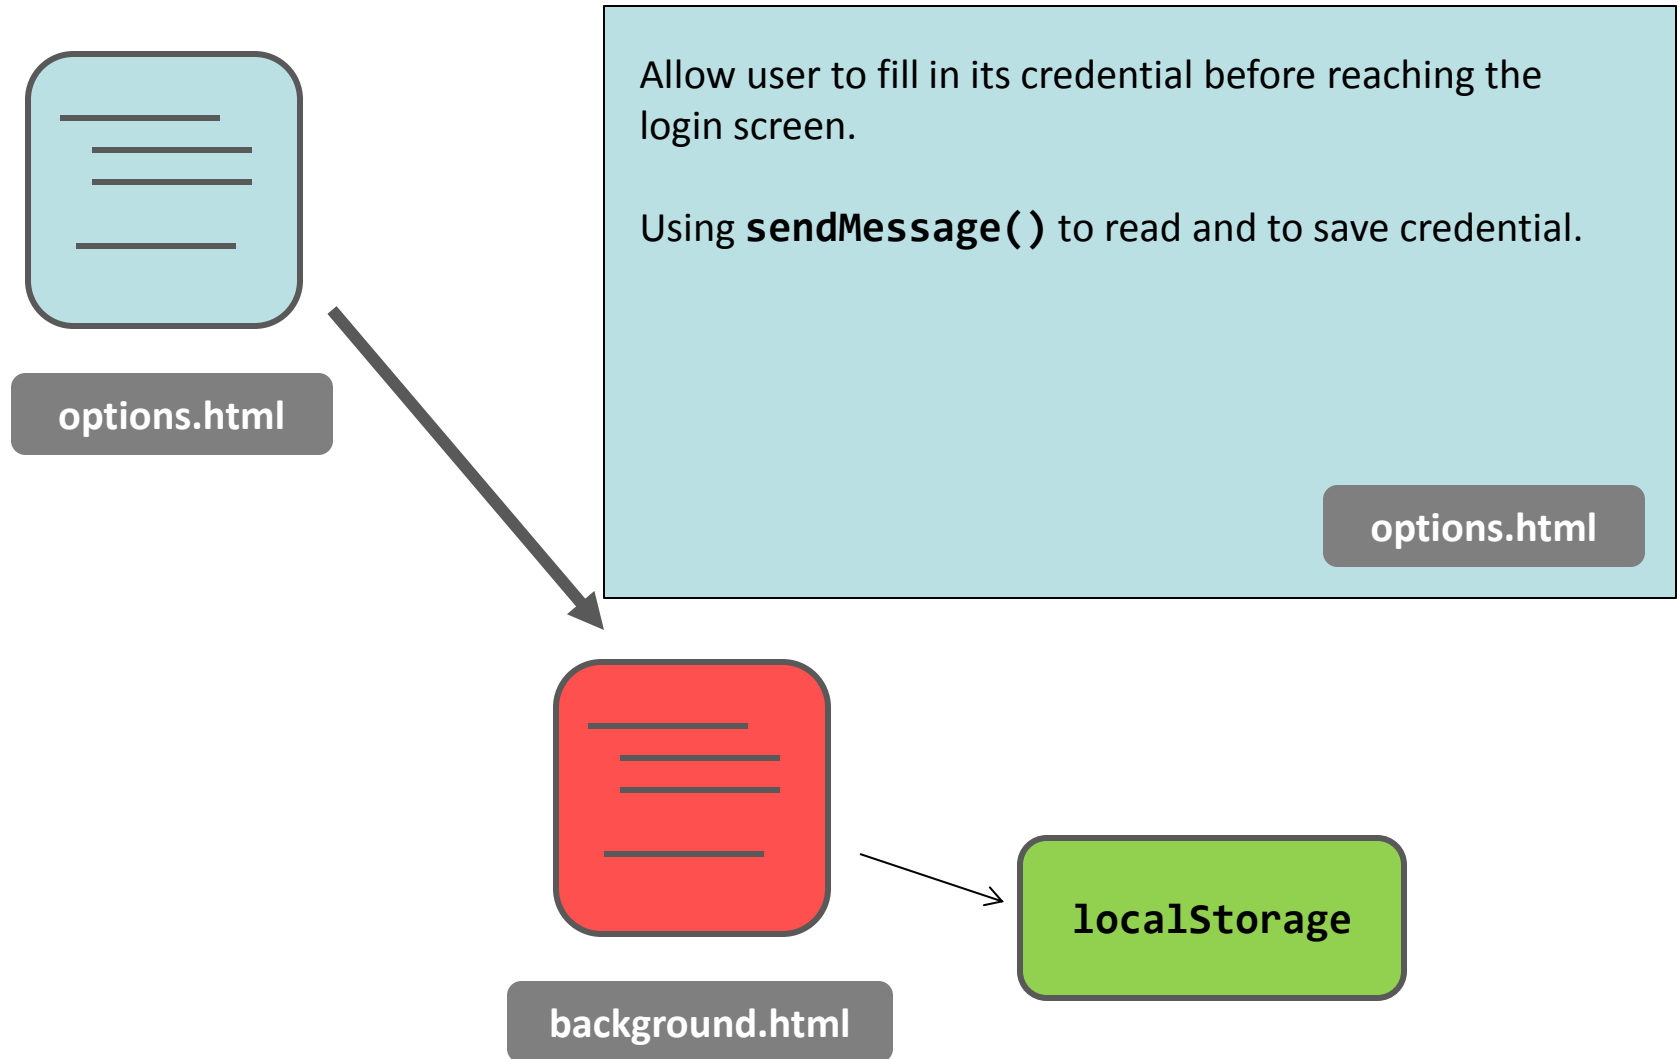 Allow user to fill in its credential before reaching the
login screen.
Using sendMessage() to read and to save credential.
options.html
options.html
background.html
localStorage